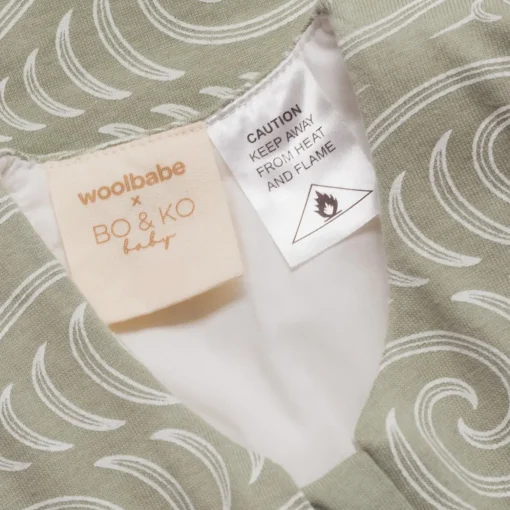 woolbabe
x
BO & KO
baby
CAUTION
KEEP AWAY
FROM HEAT
AND FLAME